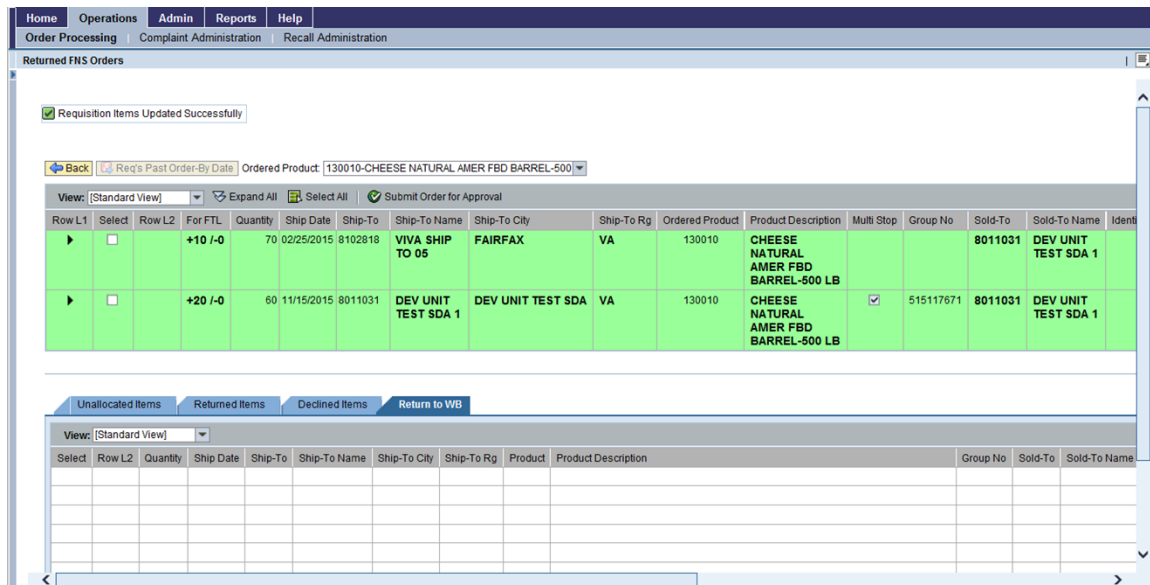 Home Operations Admin Reports Help
Order Processing Complaint Administration Recall Administration
Returned FNS Orders
Requisition Items Updated Successfully
Back Req's Past Order-By Date Ordered Product: 130010-CHEESE NATURAL AMER FBD BARREL-500
View: [Standard View] Expand All Select All Submit Order for Approval
Row L1 Select Row L2 For FTL Quantity Ship Date Ship-To Ship-To Name Ship-To City Ship-To Rg Ordered Product Product Description Multi Stop Group No Sold-To Sold-To Name Identi
+10 /-0 70 02/25/2015 8102818 VIVA SHIP FAIRFAX VA 130010 CHEESE 8011031 DEV UNIT
TO 05 NATURAL TEST SDA 1
AMER FBD
BARREL-500 LB
+20 /-0 60 11/15/2015 8011031 DEV UNIT DEV UNIT TEST SDA VA 130010 CHEESE 515117671 8011031 DEV UNIT
TEST SDA 1 NATURAL TEST SDA 1
AMER FBD
BARREL-500 LB
Unallocated Items Returned Items Declined Items Return to WB
View: [Standard View]
Select Row L2 Quantity Ship Date Ship-To Ship-To Name Ship-To City Ship-To Rg Product Product Description Group No Sold-To Sold-To Name